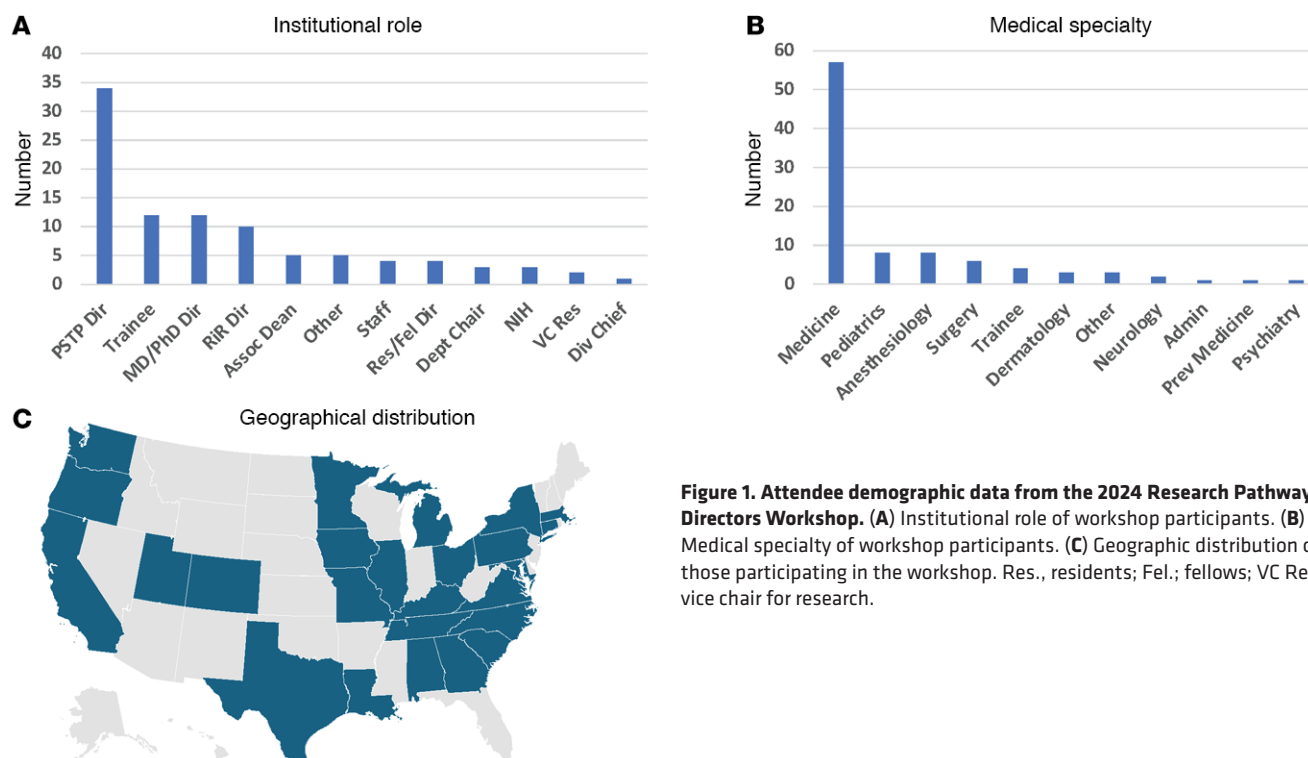 A
Institutional role
40
35
30
25
20
15
10
5
0
Number
PSTP Dir
Trainee
MD/PhD Dir
RiR Dir
Assoc Dean
Other
Staff
Res/Fel Dir
Dept Chair
NIH
VC Res
Div Chief
B
Medical specialty
60
50
40
30
20
10
0
Number
Medicine
Pediatrics
Anesthesiology
Surgery
Trainee
Dermatology
Other
Neurology
Admin
Prev Medicine
Psychiatry
C
Geographical distribution
Figure 1. Attendee demographic data from the 2024 Research Pathway
Directors Workshop. (A) Institutional role of workshop participants. (B)
Medical specialty of workshop participants. (C) Geographic distribution o
those participating in the workshop. Res., residents; Fel.; fellows; VC Re
vice chair for research.